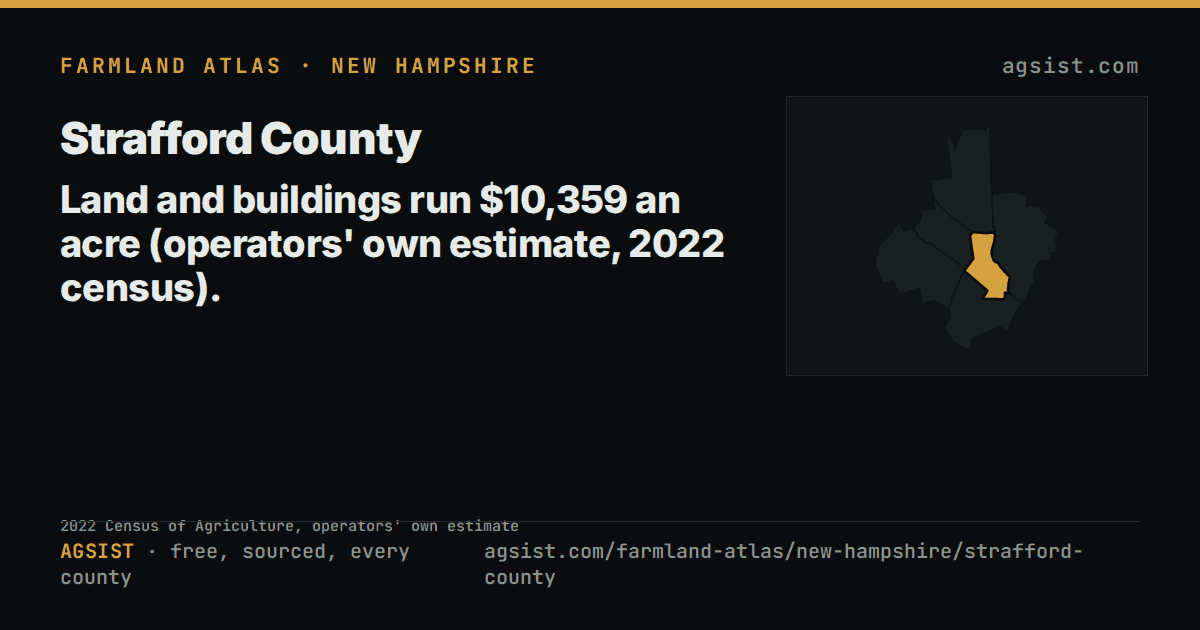 FARMLAND ATLAS · NEW HAMPSHIRE
agsist.com
Strafford County
Land and buildings run $10,359 an
acre (operators' own estimate, 2022
census).
2022 Census of Agriculture, operators' own estimate
AGSIST · free, sourced, every
county
agsist.com/farmland-atlas/new-hampshire/strafford-
county